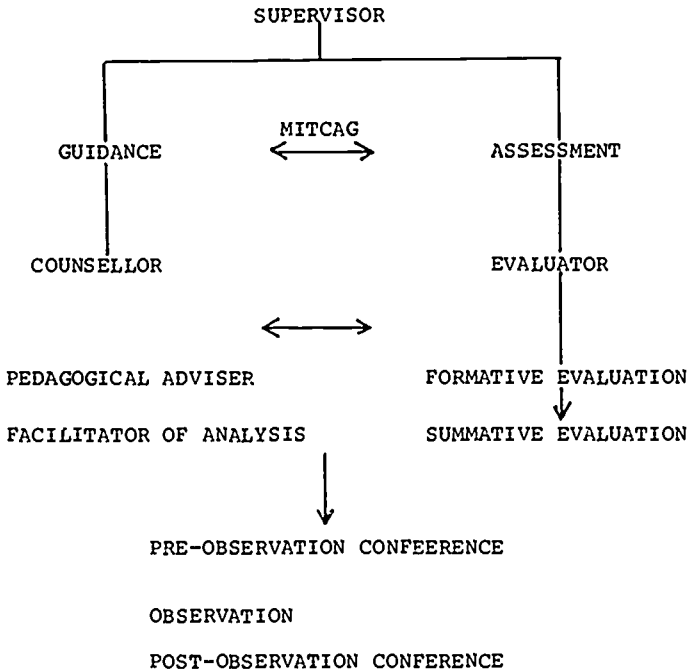 SUPERVISOR
MITCAG
GUIDANCE ASSESSMENT
COUNSELLOR EVALUATOR
PEDAGOGICAL ADVISER FORMATIVE EVALUATION
FACILITATOR OF ANALYSIS SUMMATIVE EVALUATION
PRE-OBSERVATION CONFEERENCE
OBSERVATION
POST-OBSERVATION CONFERENCE